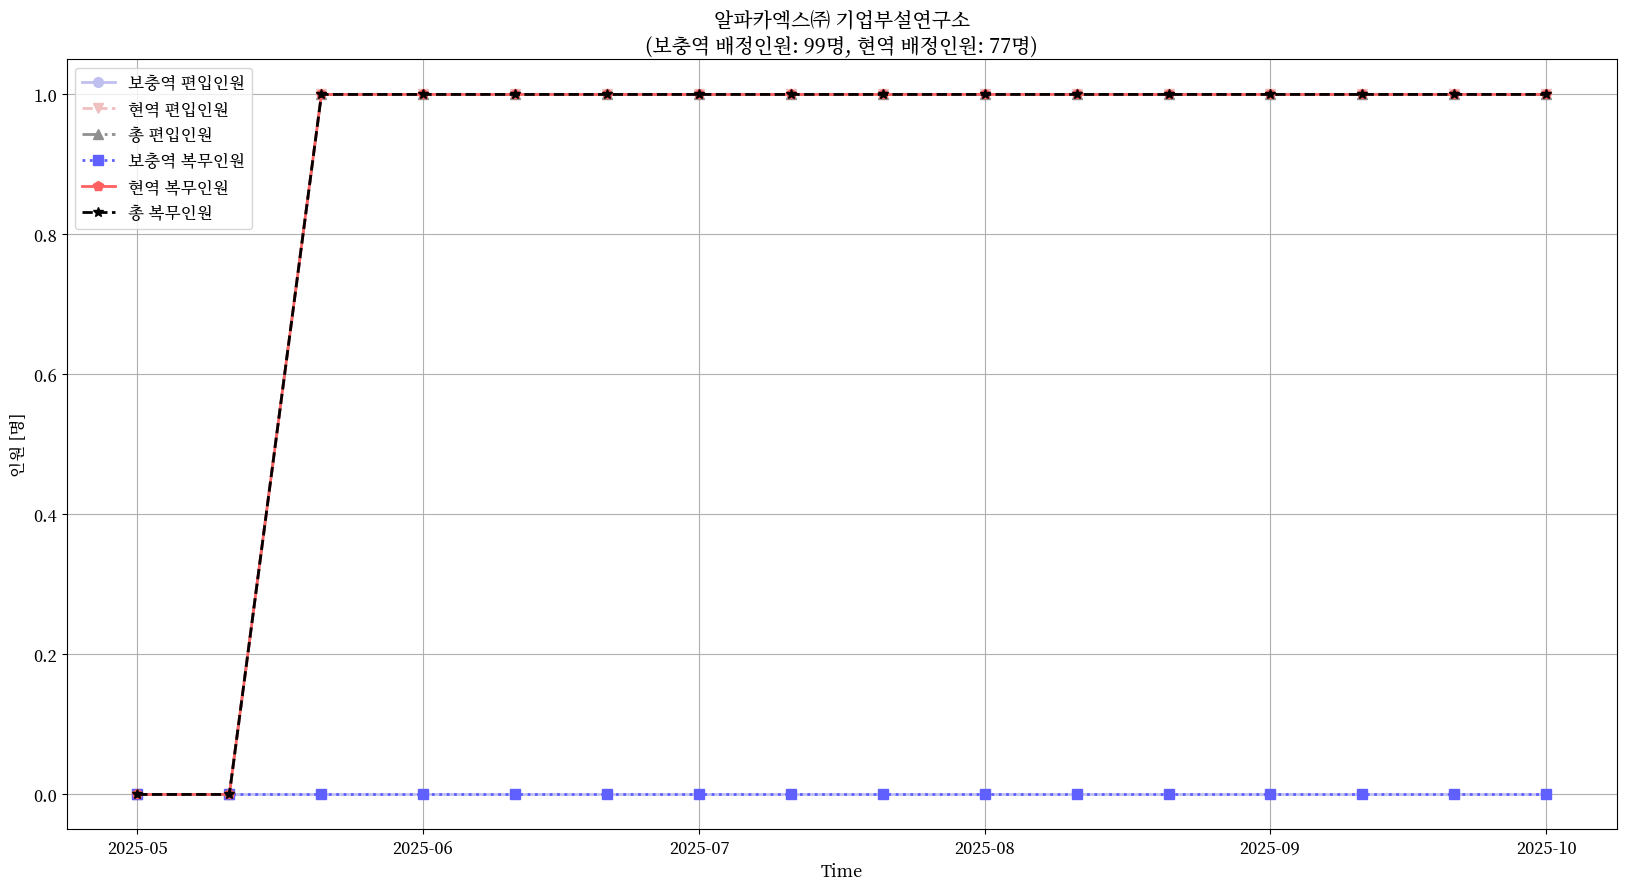 알파카엑스㈜ 기업부설연구소
(보충역 배정인원: 99명, 현역 배정인원: 77명)
보충역 편입인원
현역 편입인원
총 편입인원
보충역 복무인원
현역 복무인원
총 복무인원
1.0
0.8
0.6
0.4
0.2
0.0
인원 [명]
2025-05
2025-06
2025-07
2025-08
2025-09
2025-10
Time